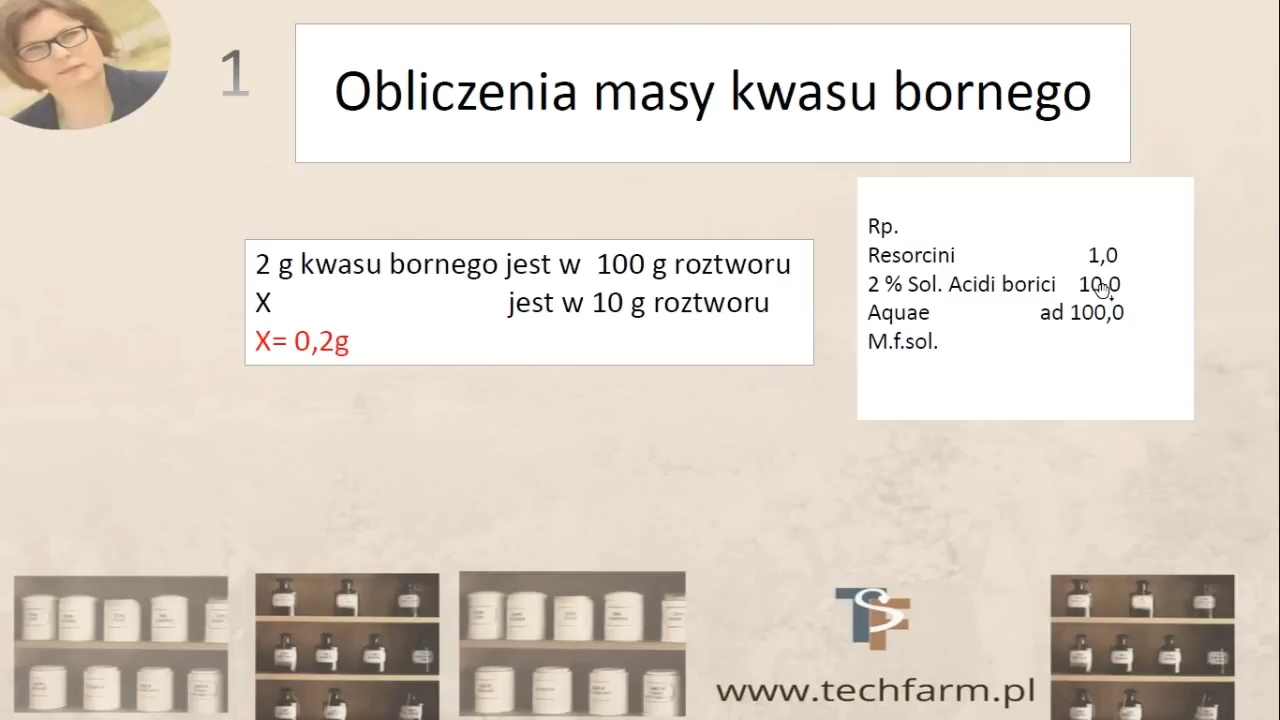 1
Obliczenia masy kwasu bornego
2 g kwasu bornego jest w 100 g roztworu
X jest w 10 g roztworu
X= 0,2g
Rp.
Resorcini 1,0
2 % Sol. Acidi borici 10,0
Aquae ad 100,0
M.f.sol.
TSF
www.techfarm.pl